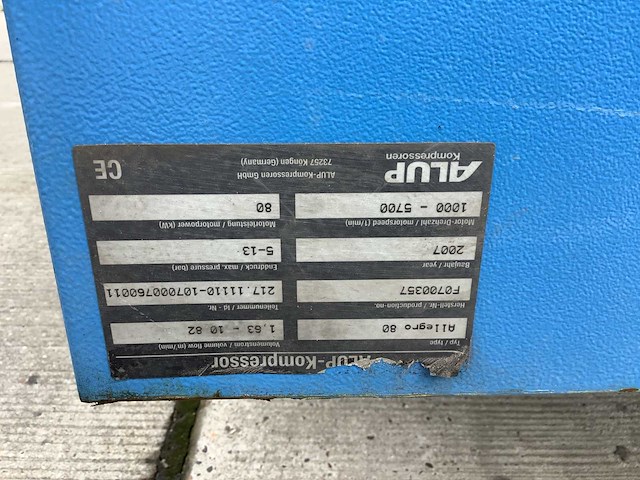 ALUP-Kompressor
Typ / type
Volumenstrom / volume flow (m³/min)
Allegro 80
1,63 - 10 82
Herstell-Nr. / production-no.
Teilenummer / id - Nr.
F0700357
217.11110-107000760011
Baujahr / year
Enddruck / max. pressure (bar)
2007
5-13
Motor-Drehzahl / motorspeed (1/min)
Motorleistung / motorpower (kW)
1000 - 5700
80
ALUP
Kompressoren
ALUP-Kompressoren GmbH
73257 Köngen (Germany)
CE